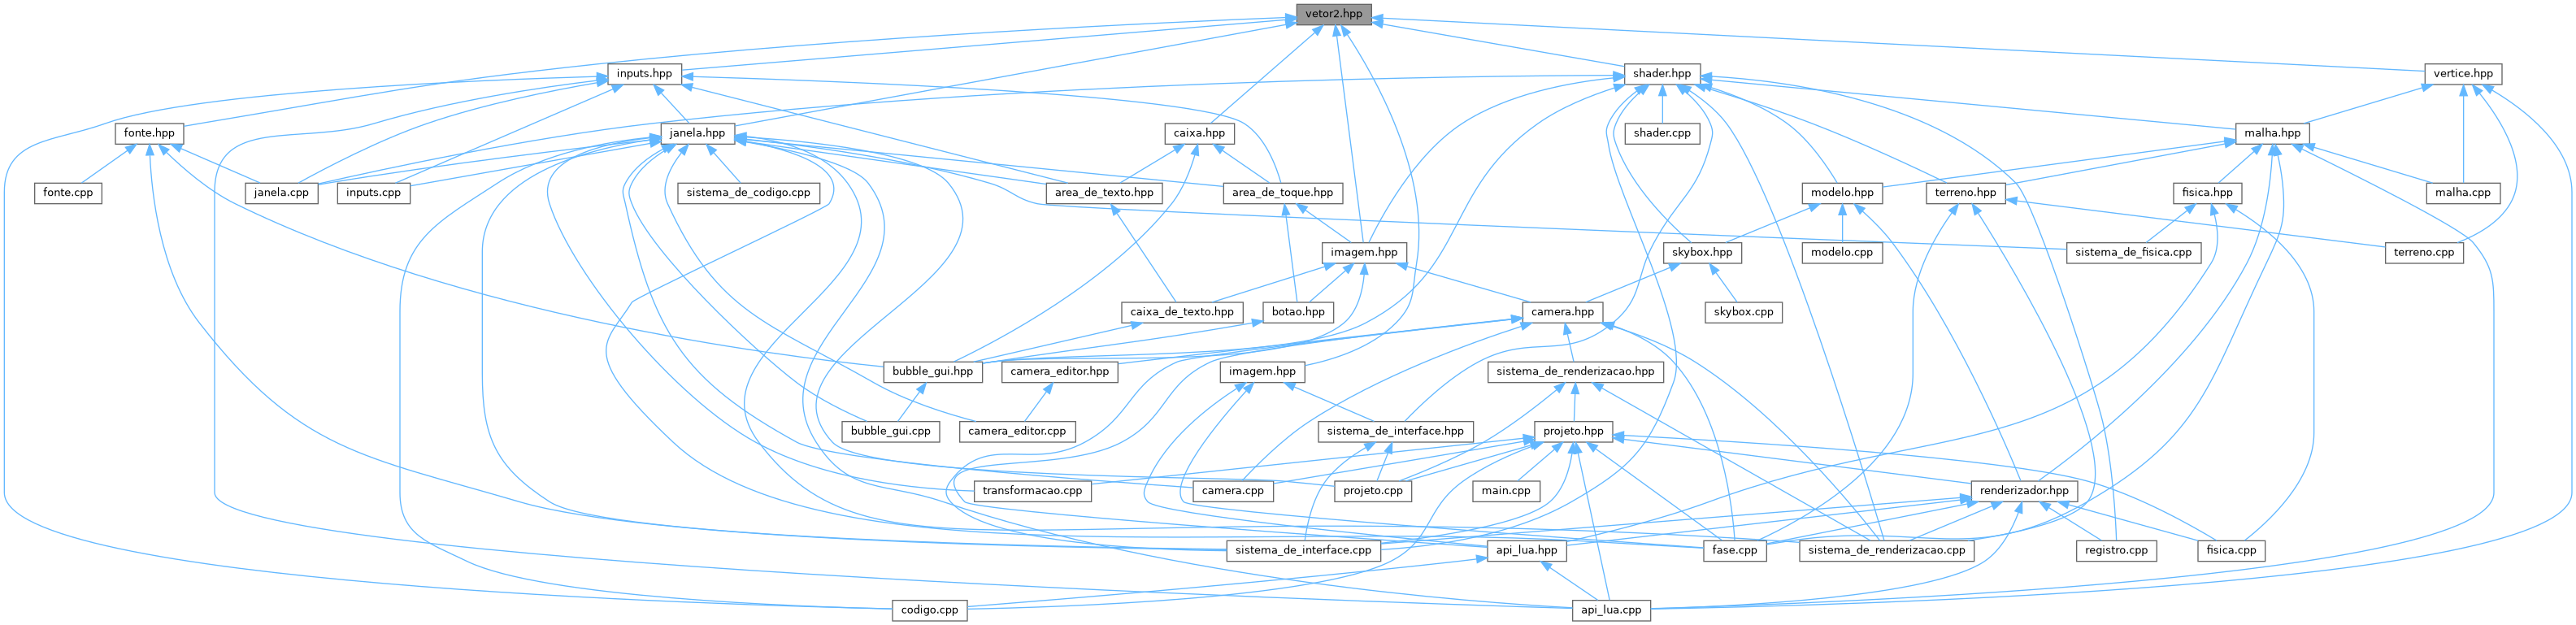 vetor2.hpp
inputs.hpp
shader.hpp
vertice.hpp
fonte.hpp
janela.hpp
caixa.hpp
shader.cpp
malha.hpp
fonte.cpp
janela.cpp
inputs.cpp
sistema_de_codigo.cpp
area_de_texto.hpp
area_de_toque.hpp
modelo.hpp
terreno.hpp
fisica.hpp
malha.cpp
imagem.hpp
skybox.hpp
modelo.cpp
sistema_de_fisica.cpp
terreno.cpp
caixa_de_texto.hpp
botao.hpp
camera.hpp
skybox.cpp
bubble_gui.hpp
camera_editor.hpp
imagem.hpp
sistema_de_renderizacao.hpp
bubble_gui.cpp
camera_editor.cpp
sistema_de_interface.hpp
projeto.hpp
transformacao.cpp
camera.cpp
projeto.cpp
main.cpp
renderizador.hpp
sistema_de_interface.cpp
api_lua.hpp
fase.cpp
sistema_de_renderizacao.cpp
registro.cpp
fisica.cpp
codigo.cpp
api_lua.cpp